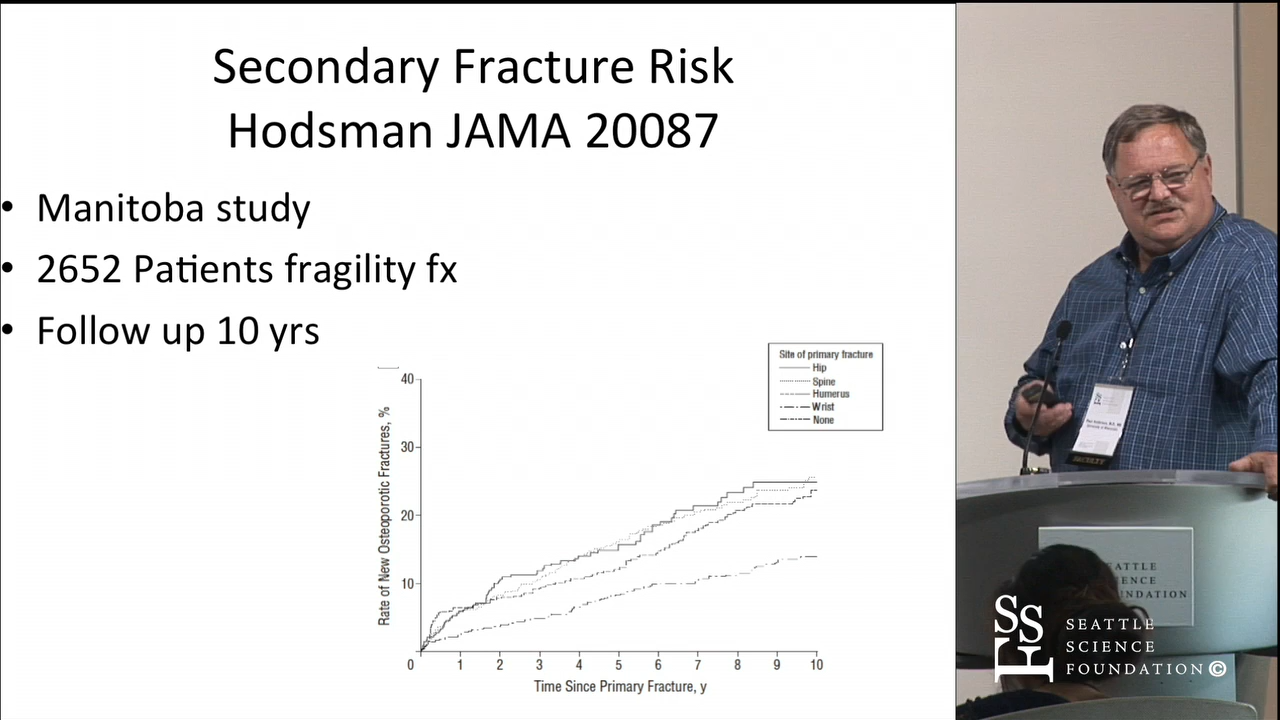 Secondary Fracture Risk
Hodsman JAMA 20087
• Manitoba study
• 2652 Patients fragility fx
• Follow up 10 yrs
Site of primary fracture
Hip
Spine
Humerus
Wrist
None
Rate of New Osteoporotic Fractures, %
40
30
20
10
0 1 2 3 4 5 6 7 8 9 10
Time Since Primary Fracture, y
FACULTY
SEATTLE
SCIENCE
FOUNDATION
SSF
SEATTLE
SCIENCE
FOUNDATION ©